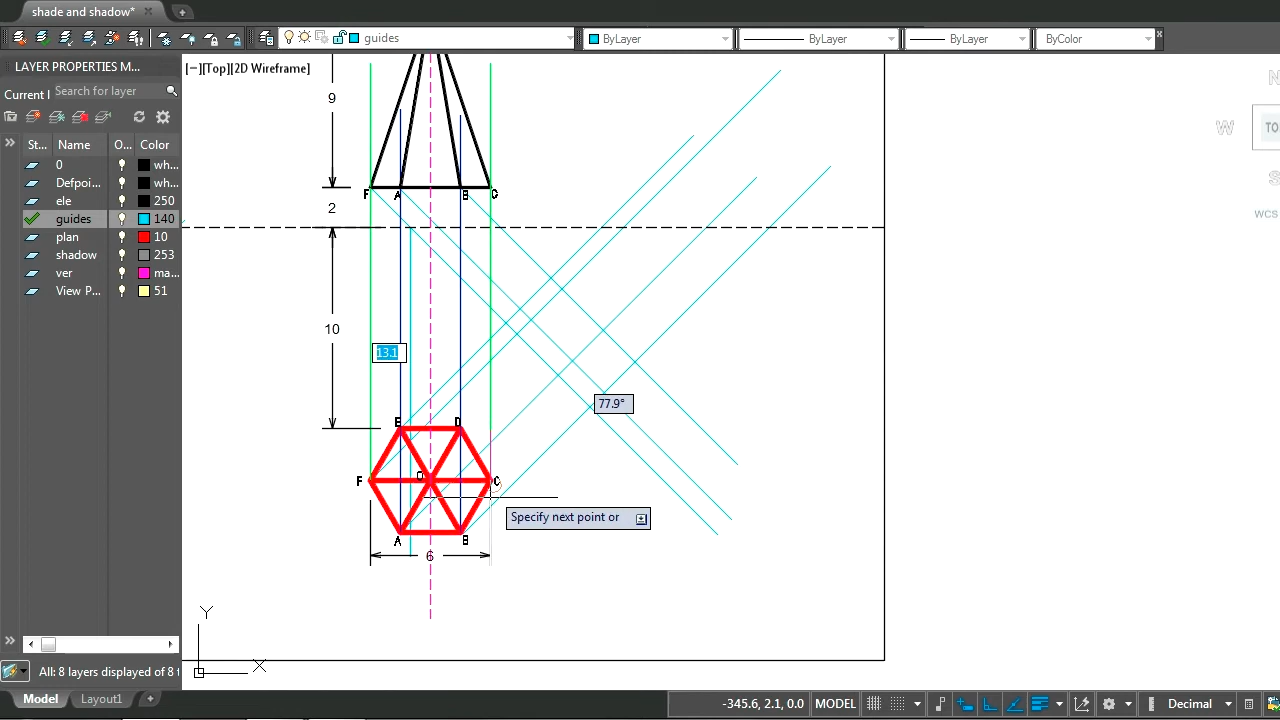 shade and shadow*
guides
ByLayer
ByLayer
ByLayer
ByColor
LAYER PROPERTIES M...
[−][Top][2D Wireframe]
Current l
Search for layer
St... Name O... Color
0 wh...
Defpoi... wh...
ele 250
guides 140
plan 10
shadow 253
ver ma...
View P... 51
N
W
TO
S
WCS
9
F A B C
2
10
13.1
77.9°
E D
F O C
Specify next point or
A B
6
Y
X
All: 8 layers displayed of 8 t
Model Layout1
-345.6, 2.1, 0.0 MODEL Decimal